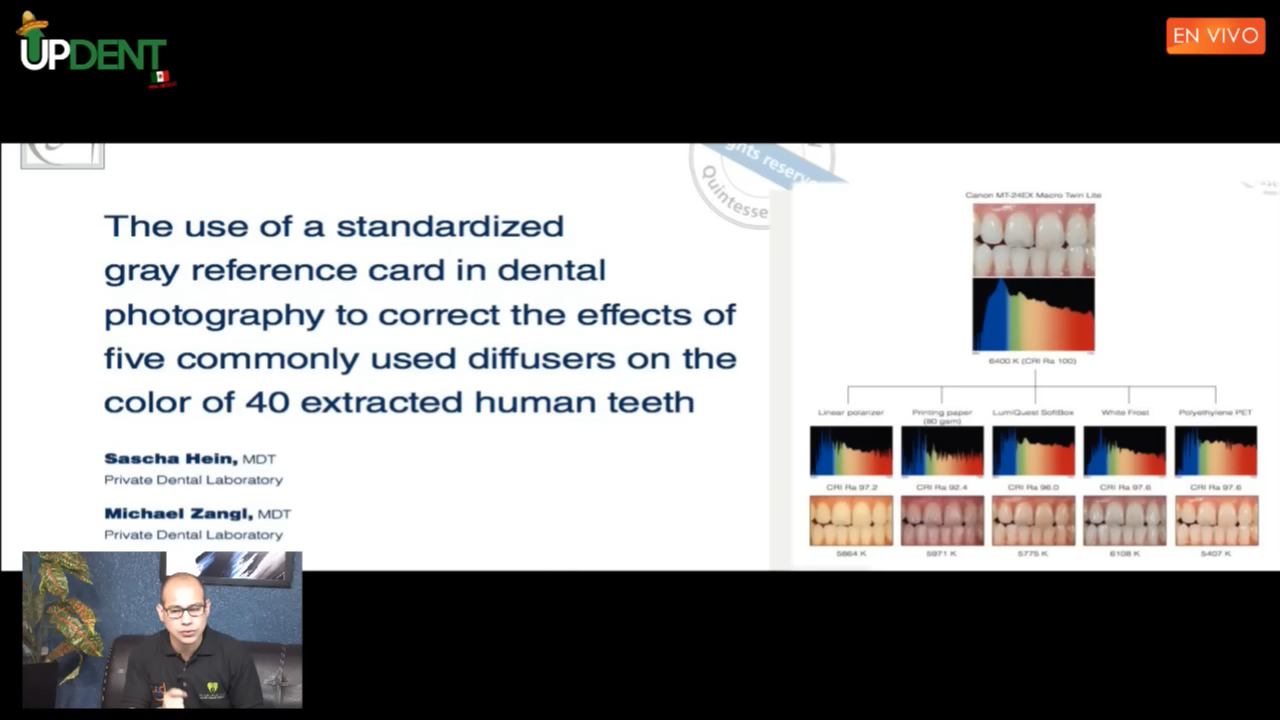 UPDENT
EN VIVO
ghts reserve
Quintesse
The use of a standardized
gray reference card in dental
photography to correct the effects of
five commonly used diffusers on the
color of 40 extracted human teeth
Sascha Hein, MDT
Private Dental Laboratory
Michael Zangl, MDT
Private Dental Laboratory
Canon MT-24EX Macro Twin Lite
6400 K (CRI Ra 100)
Linear polarizer
Printing paper
(80 gsm)
LumiQuest SoftBox
White Frost
Polyethylene PET
CRI Ra 97.2
CRI Ra 92.4
CRI Ra 96.0
CRI Ra 97.6
CRI Ra 97.6
5864 K
5971 K
5775 K
6108 K
5407 K